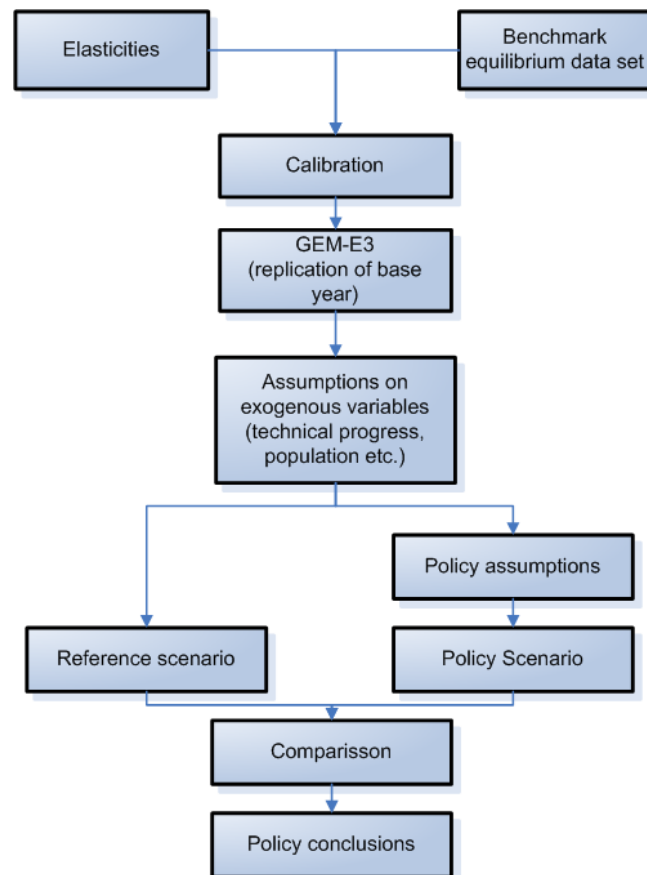 Elasticities
Benchmark
equilibrium data set
Calibration
GEM-E3
(replication of base
year)
Assumptions on
exogenous variables
(technical progress,
population etc.)
Policy assumptions
Reference scenario
Policy Scenario
Comparisson
Policy conclusions